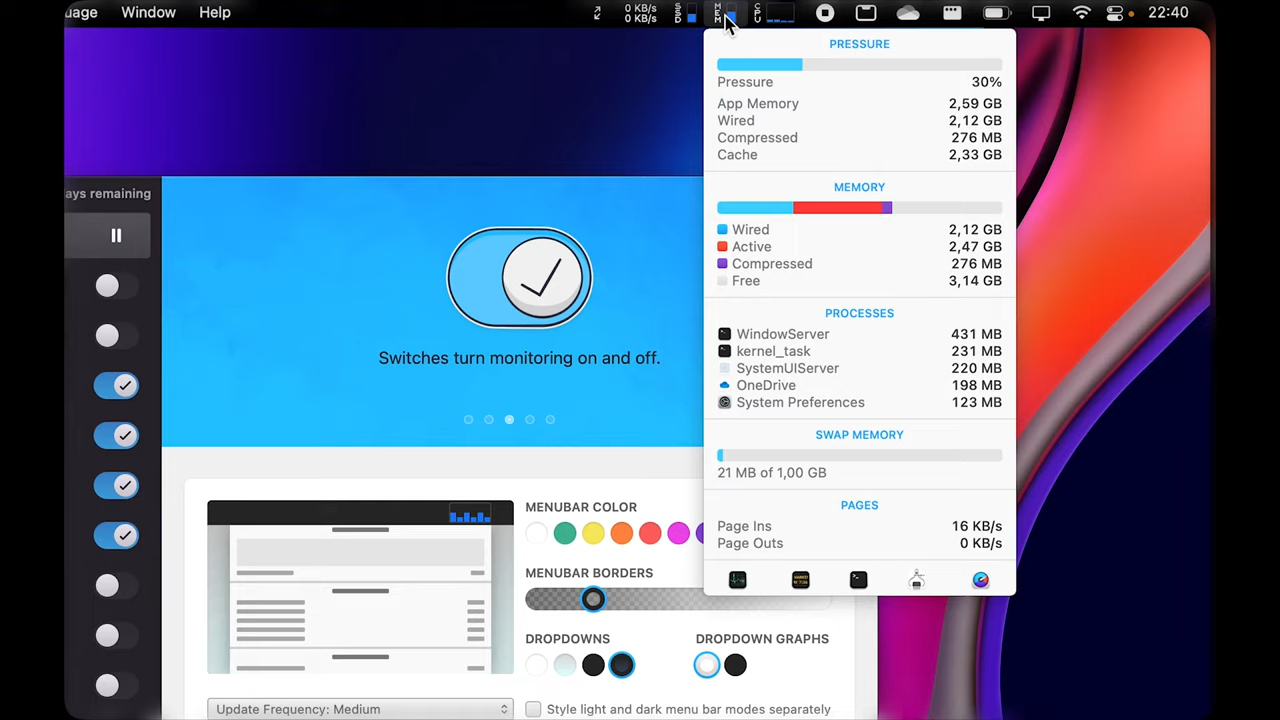 uage Window Help 0 KB/s 0 KB/s SSD MEM CPU 22:40
PRESSURE
Pressure 30%
App Memory 2,59 GB
Wired 2,12 GB
Compressed 276 MB
Cache 2,33 GB
MEMORY
Wired 2,12 GB
Active 2,47 GB
Compressed 276 MB
Free 3,14 GB
PROCESSES
WindowServer 431 MB
kernel_task 231 MB
SystemUIServer 220 MB
OneDrive 198 MB
System Preferences 123 MB
SWAP MEMORY
21 MB of 1,00 GB
PAGES
Page Ins 16 KB/s
Page Outs 0 KB/s
ays remaining
Switches turn monitoring on and off.
MENUBAR COLOR
MENUBAR BORDERS
DROPDOWNS
DROPDOWN GRAPHS
Update Frequency: Medium
Style light and dark menu bar modes separately